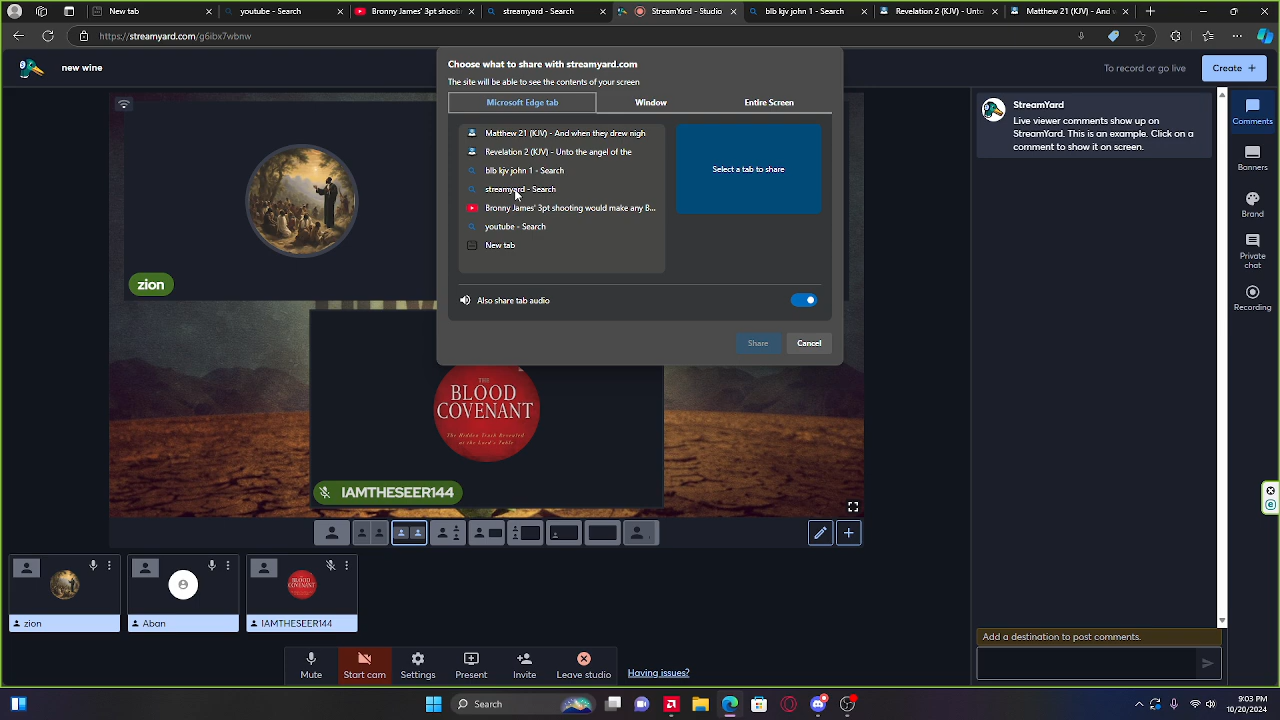 New tab
youtube - Search
Bronny James' 3pt shooti
streamyard - Search
StreamYard - Studio
blb kjv john 1 - Search
Revelation 2 (KJV) - Unto
Matthew 21 (KJV) - And w
https://streamyard.com/g6ibx7wbnw
new wine
To record or go live
Create +
Choose what to share with streamyard.com
The site will be able to see the contents of your screen
Microsoft Edge tab
Window
Entire Screen
Matthew 21 (KJV) - And when they drew nigh
Revelation 2 (KJV) - Unto the angel of the
blb kjv john 1 - Search
streamyard - Search
Bronny James' 3pt shooting would make any B...
youtube - Search
New tab
Select a tab to share
Also share tab audio
Share
Cancel
StreamYard
Live viewer comments show up on
StreamYard. This is an example. Click on a
comment to show it on screen.
Comments
Banners
Brand
Private
chat
Recording
zion
THE
BLOOD
COVENANT
The Hidden Truth Revealed
at the Lord's Table
IAMTHESEER144
zion
Aban
IAMTHESEER144
Add a destination to post comments.
Mute
Start cam
Settings
Present
Invite
Leave studio
Having issues?
Search
9:03 PM
10/20/2024